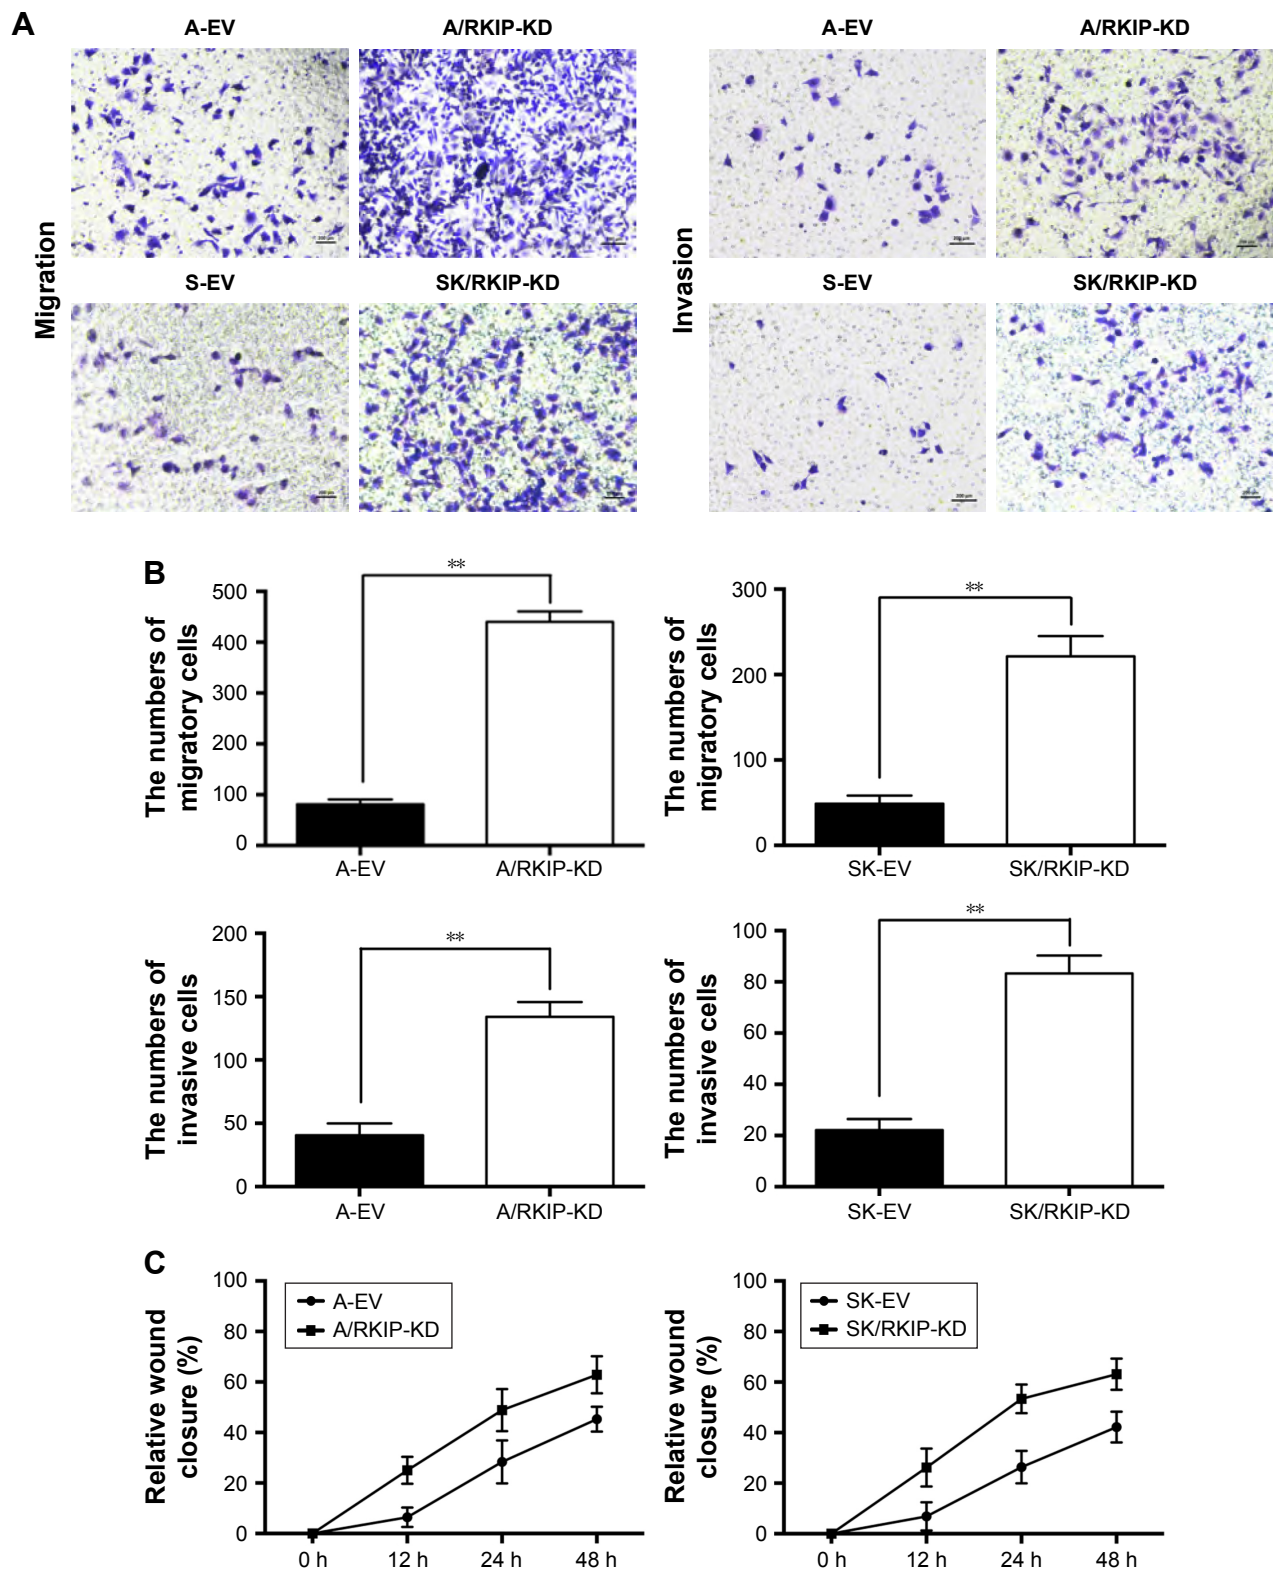 A
A-EV
A/RKIP-KD
A-EV
A/RKIP-KD
Migration
Invasion
S-EV
SK/RKIP-KD
S-EV
SK/RKIP-KD
B
The numbers of
migratory cells
500
400
300
200
100
0
**
A-EV
A/RKIP-KD
The numbers of
migratory cells
300
200
100
0
**
SK-EV
SK/RKIP-KD
The numbers of
invasive cells
200
150
100
50
0
**
A-EV
A/RKIP-KD
The numbers of
invasive cells
100
80
60
40
20
0
**
SK-EV
SK/RKIP-KD
C
Relative wound
closure (%)
100
80
60
40
20
0
A-EV
A/RKIP-KD
0 h
12 h
24 h
48 h
Relative wound
closure (%)
100
80
60
40
20
0
SK-EV
SK/RKIP-KD
0 h
12 h
24 h
48 h